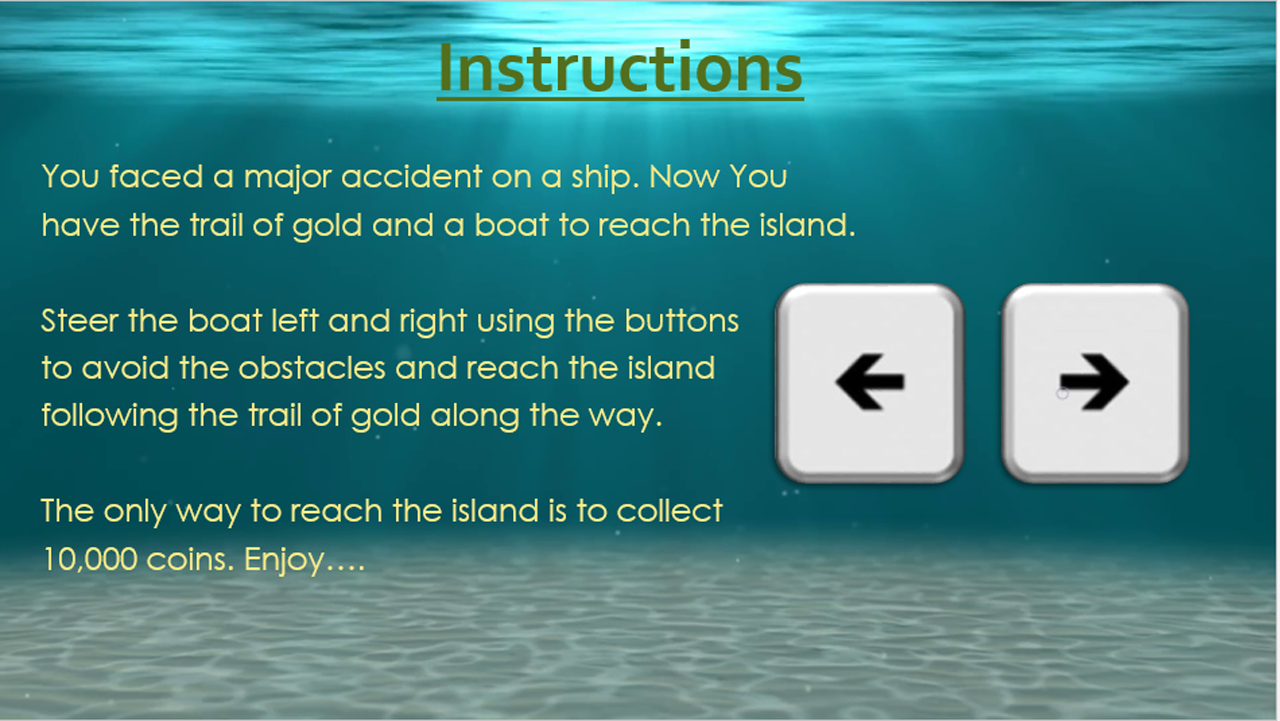 Instructions
You faced a major accident on a ship. Now You
have the trail of gold and a boat to reach the island.
Steer the boat left and right using the buttons
to avoid the obstacles and reach the island
following the trail of gold along the way.
The only way to reach the island is to collect
10,000 coins. Enjoy....